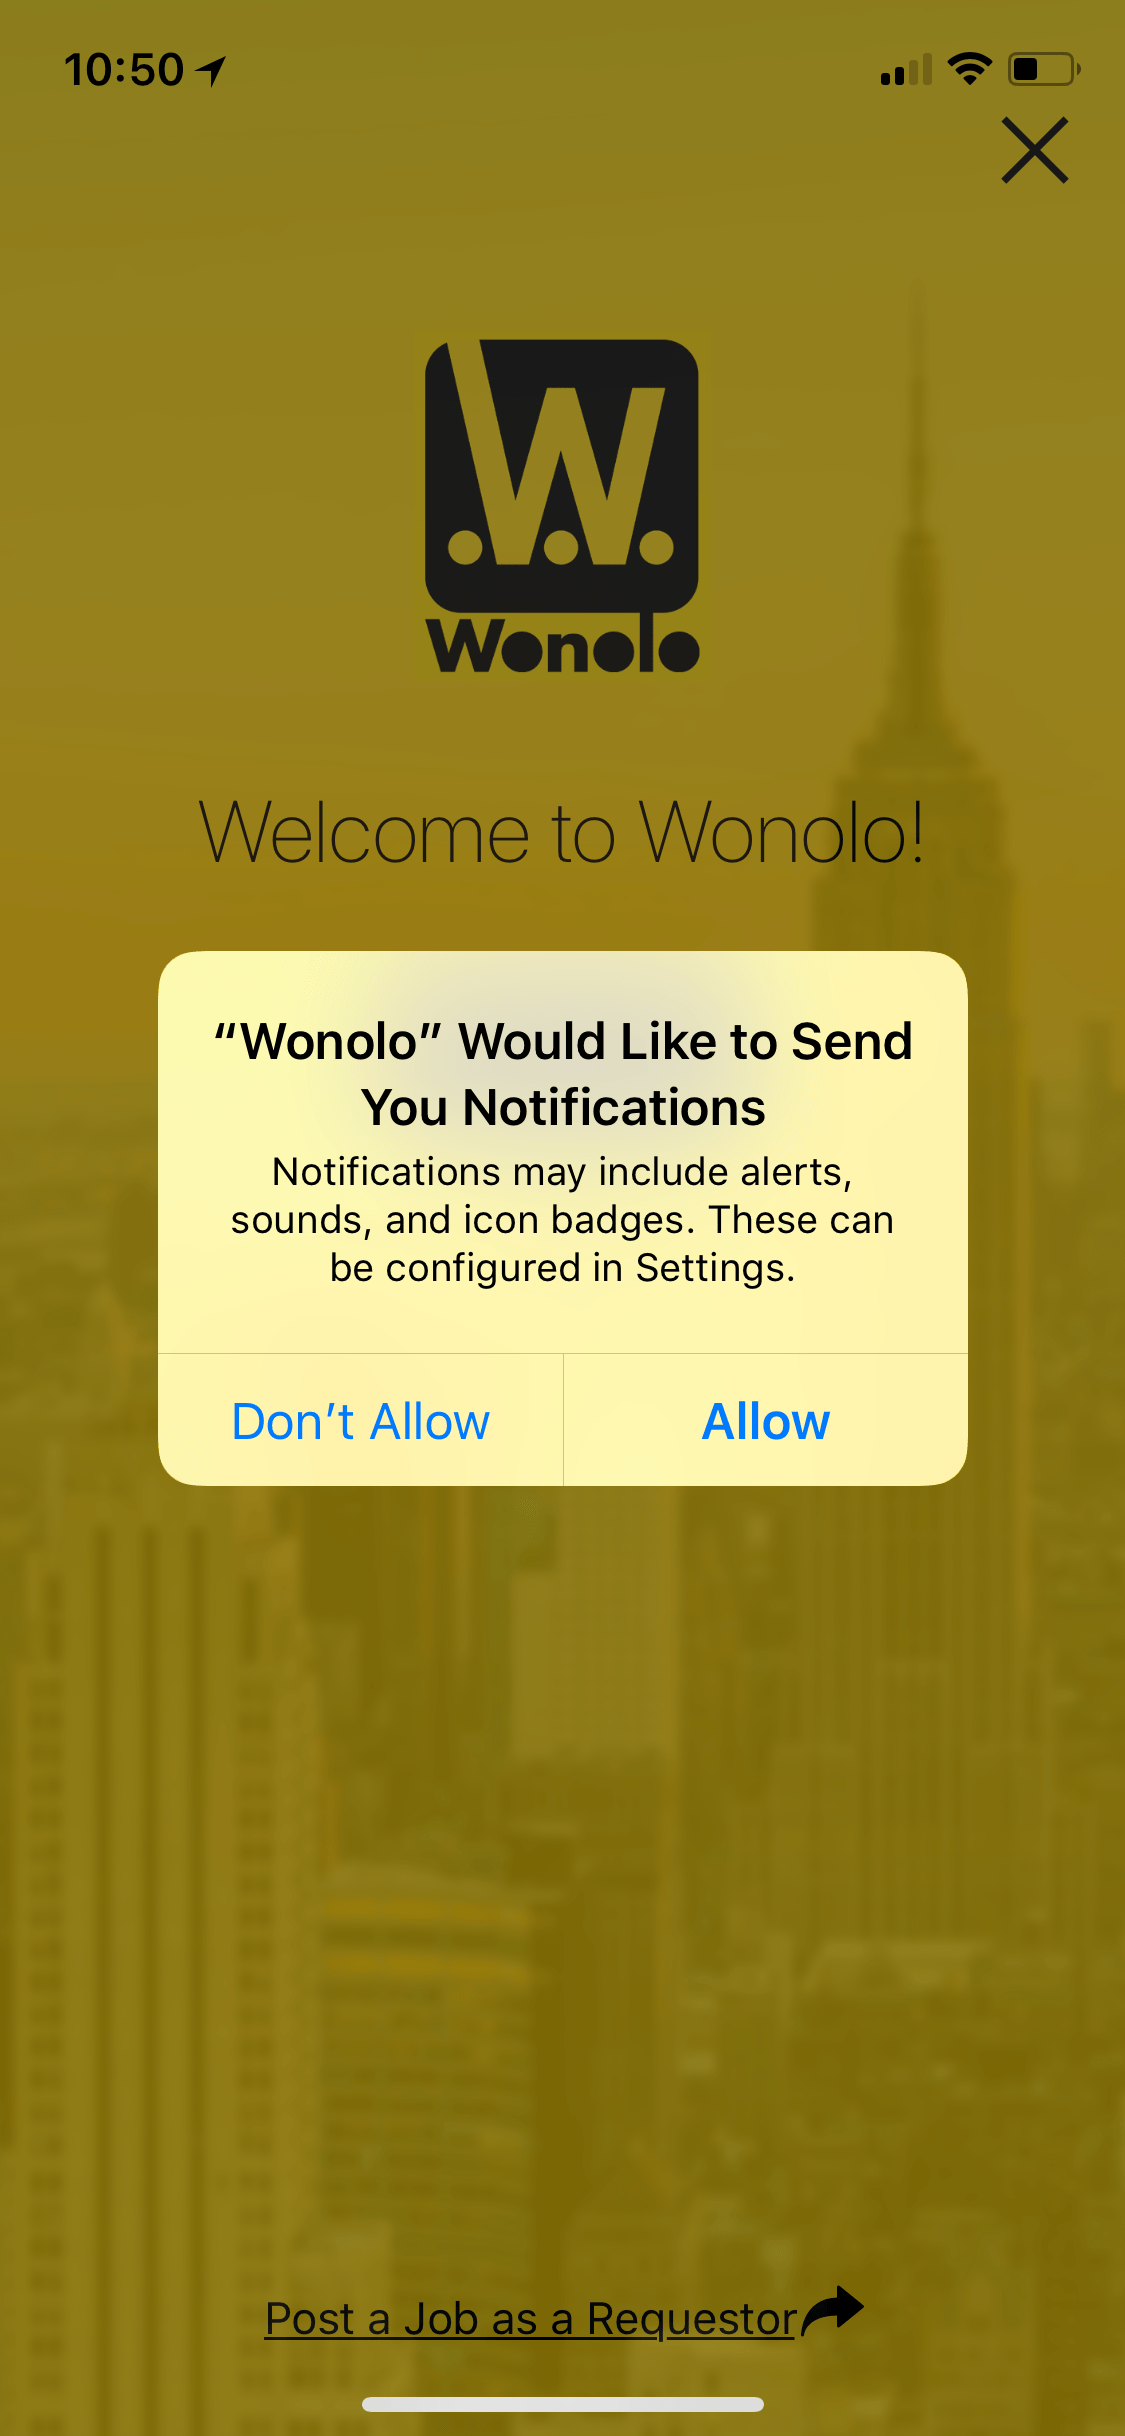 10:50
W
Wonolo
Welcome to Wonolo!
“Wonolo” Would Like to Send
You Notifications
Notifications may include alerts,
sounds, and icon badges. These can
be configured in Settings.
Don’t Allow
Allow
Post a Job as a Requestor